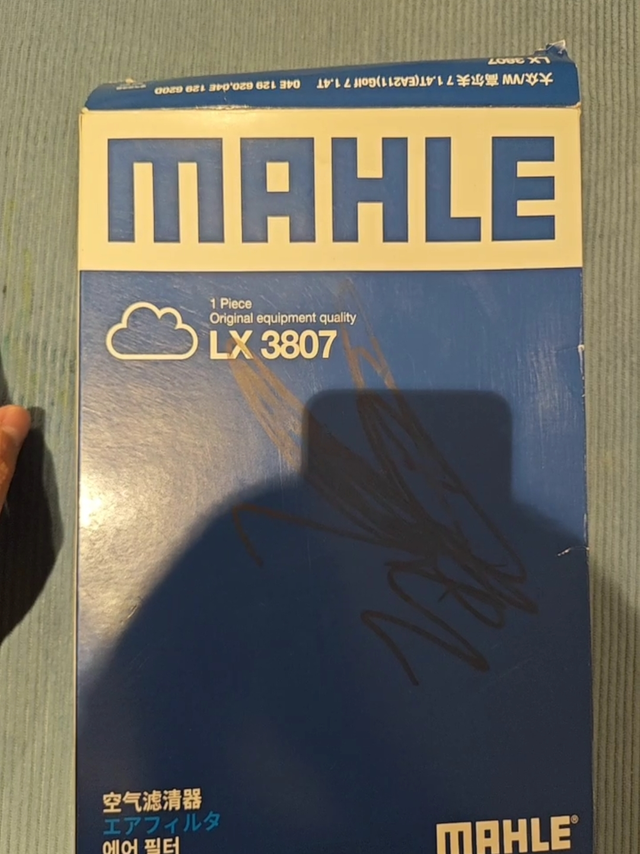 LX 3807
大众/VW 高尔夫 7 1.4T(EA211)Golf 7 1.4T 04E 129 620,04E 129 620D
MAHLE
1 Piece
Original equipment quality
LX 3807
空气滤清器
エアフィルタ
에어 필터
MAHLE®